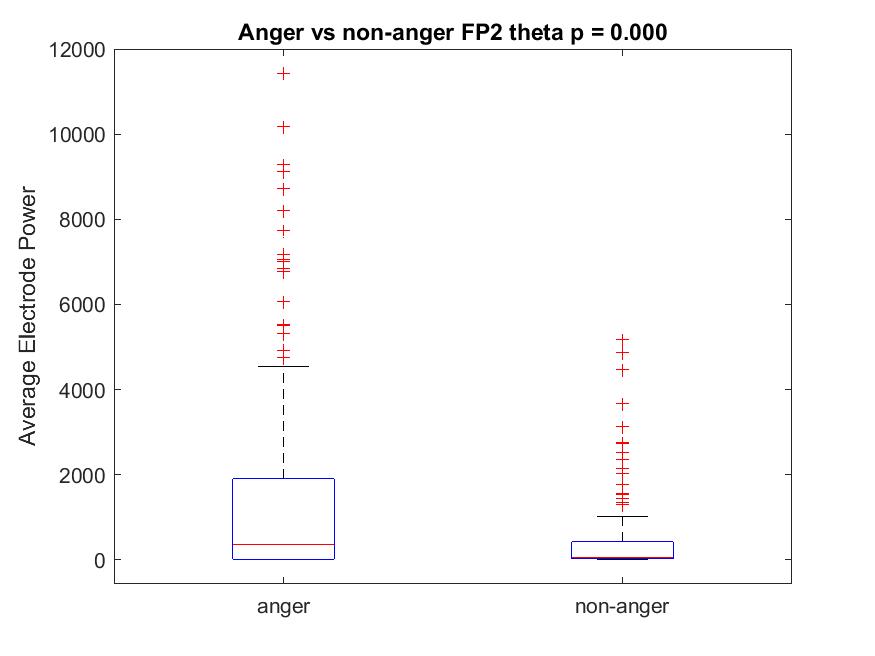 Anger vs non-anger FP2 theta p = 0.000
12000
10000
8000
6000
4000
2000
0
Average Electrode Power
anger
non-anger